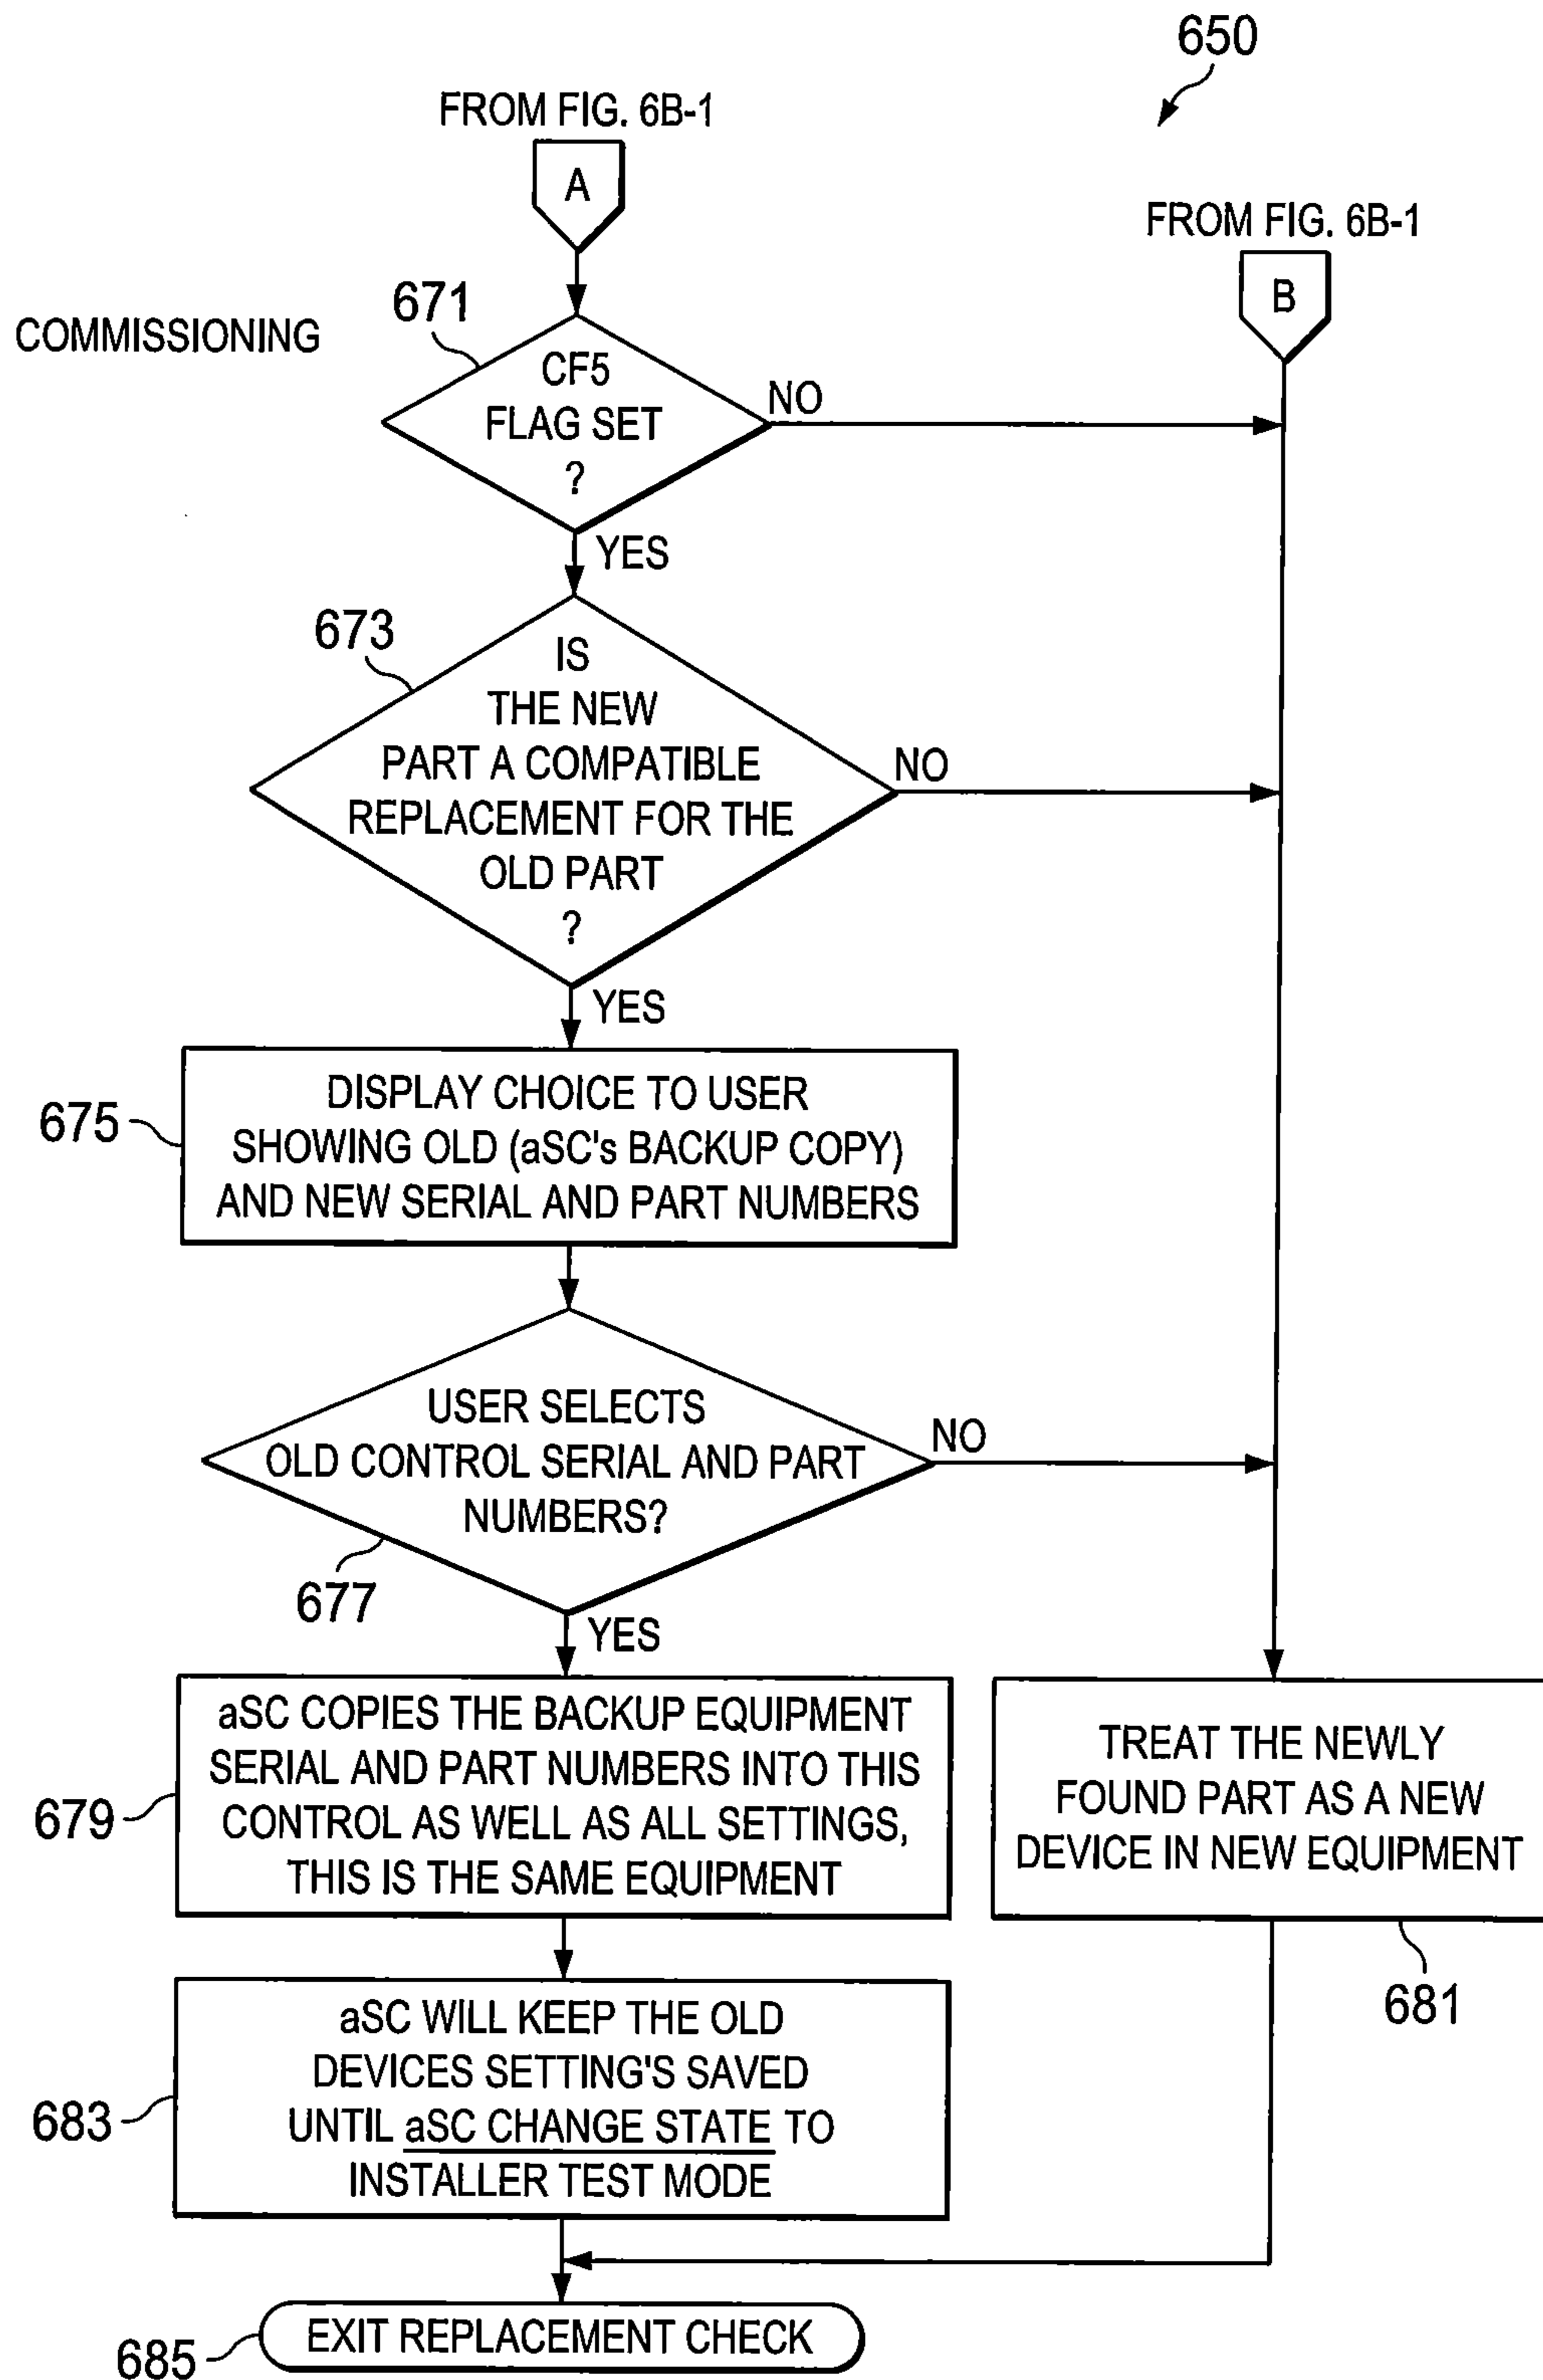 650
FROM FIG. 6B-1
A
FROM FIG. 6B-1
B
COMMISSIONING
671
CF5
FLAG SET
?
NO
YES
673
IS
THE NEW
PART A COMPATIBLE
REPLACEMENT FOR THE
OLD PART
?
NO
YES
675
DISPLAY CHOICE TO USER
SHOWING OLD (aSC's BACKUP COPY)
AND NEW SERIAL AND PART NUMBERS
USER SELECTS
OLD CONTROL SERIAL AND PART
NUMBERS?
NO
677
YES
679
aSC COPIES THE BACKUP EQUIPMENT
SERIAL AND PART NUMBERS INTO THIS
CONTROL AS WELL AS ALL SETTINGS,
THIS IS THE SAME EQUIPMENT
TREAT THE NEWLY
FOUND PART AS A NEW
DEVICE IN NEW EQUIPMENT
681
683
aSC WILL KEEP THE OLD
DEVICES SETTING'S SAVED
UNTIL aSC CHANGE STATE TO
INSTALLER TEST MODE
685
EXIT REPLACEMENT CHECK